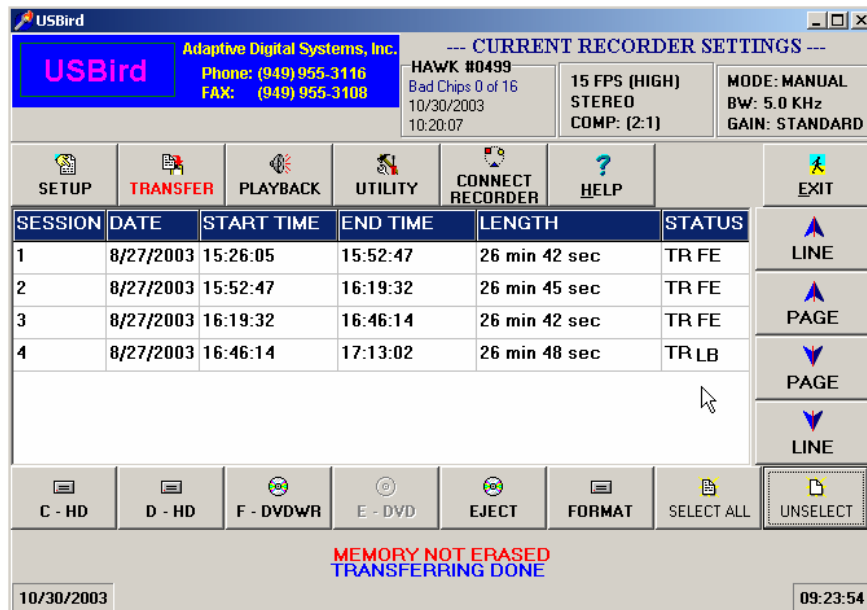 USBird
USBird
Adaptive Digital Systems, Inc.
Phone: (949) 955-3116
FAX: (949) 955-3108
--- CURRENT RECORDER SETTINGS ---
HAWK #0499
Bad Chips 0 of 16
10/30/2003
10:20:07
15 FPS (HIGH)
STEREO
COMP: (2:1)
MODE: MANUAL
BW: 5.0 KHz
GAIN: STANDARD
SETUP
TRANSFER
PLAYBACK
UTILITY
CONNECT
RECORDER
HELP
EXIT
SESSION DATE START TIME END TIME LENGTH STATUS
1 8/27/2003 15:26:05 15:52:47 26 min 42 sec TR FE
2 8/27/2003 15:52:47 16:19:32 26 min 45 sec TR FE
3 8/27/2003 16:19:32 16:46:14 26 min 42 sec TR FE
4 8/27/2003 16:46:14 17:13:02 26 min 48 sec TR LB
LINE
PAGE
PAGE
LINE
C - HD
D - HD
F - DVDWR
E - DVD
EJECT
FORMAT
SELECT ALL
UNSELECT
MEMORY NOT ERASED
TRANSFERRING DONE
10/30/2003
09:23:54